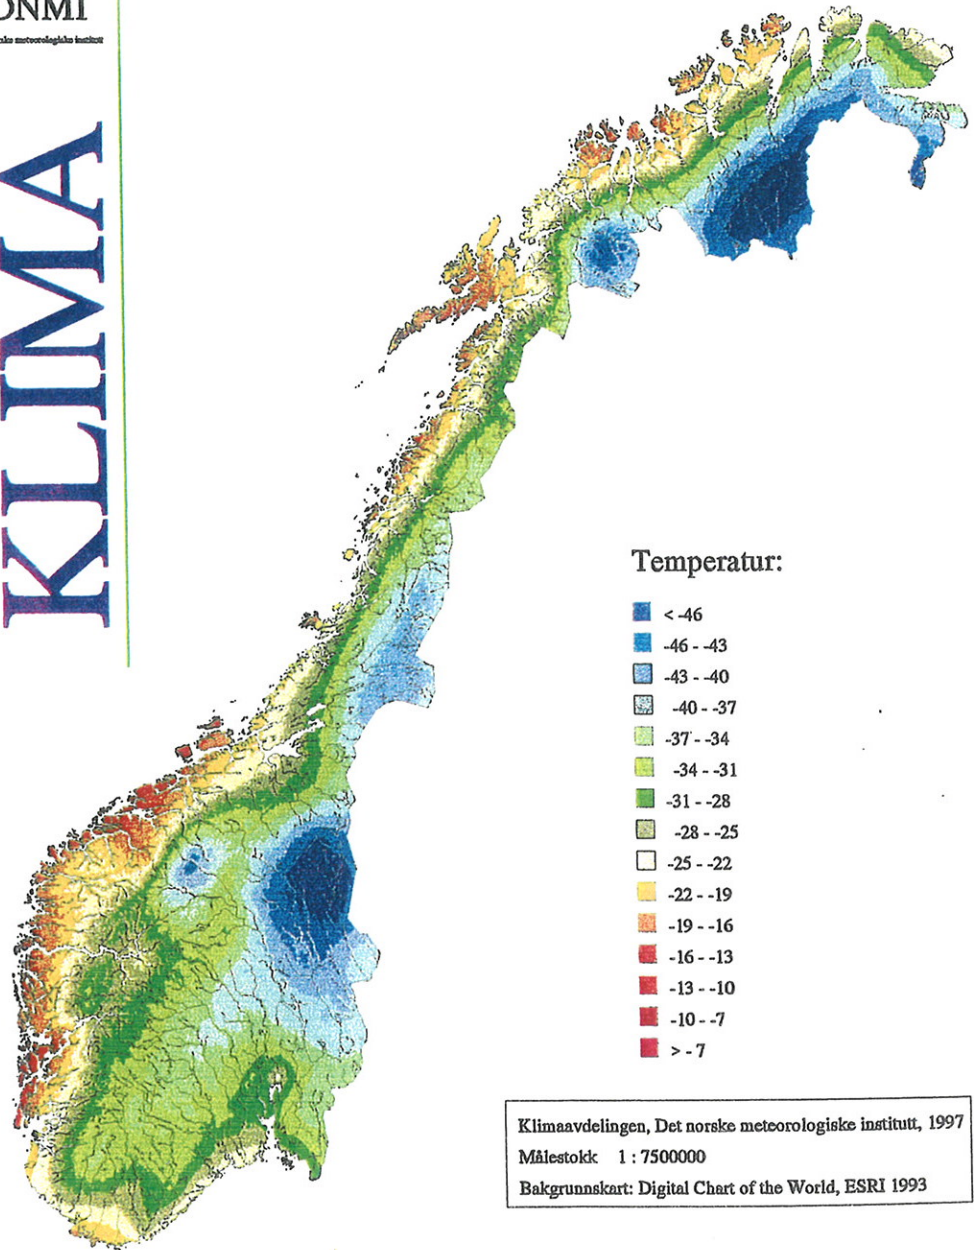 DNMI
meteorologiske institutt
KLIMA
Temperatur:
< -46
-46 - -43
-43 - -40
-40 - -37
-37 - -34
-34 - -31
-31 - -28
-28 - -25
-25 - -22
-22 - -19
-19 - -16
-16 - -13
-13 - -10
-10 - -7
> - 7
Klimaavdelingen, Det norske meteorologiske institutt, 1997
Målestokk 1 : 7500000
Bakgrunnskart: Digital Chart of the World, ESRI 1993